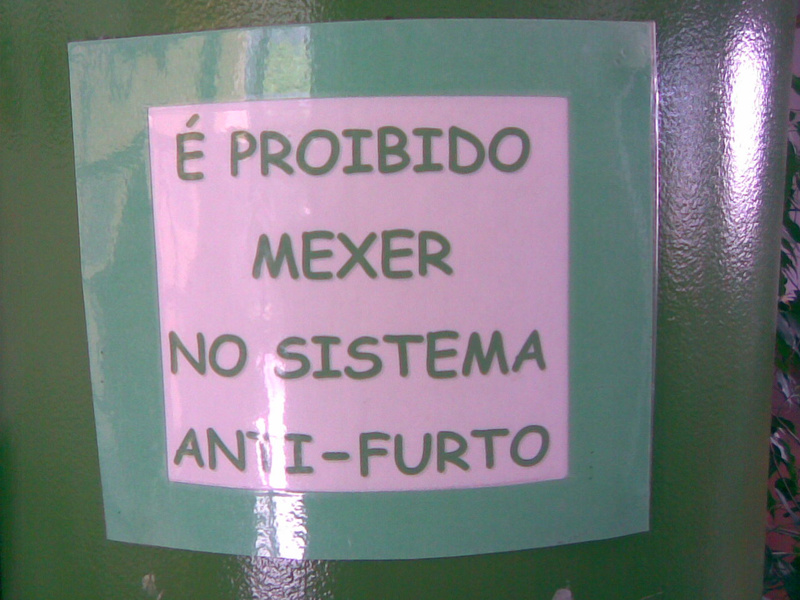 É PROIBIDO
MEXER
NO SISTEMA
ANTI-FURTO